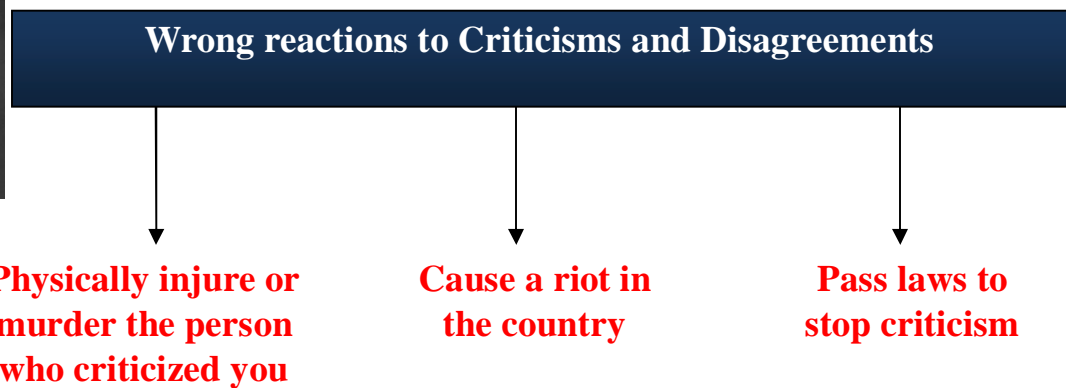 Wrong reactions to Criticisms and Disagreements
Physically injure or
murder the person
who criticized you
Cause a riot in
the country
Pass laws to
stop criticism